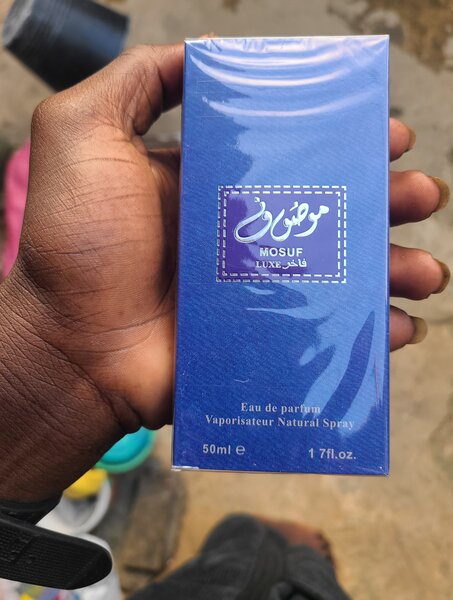 موصوف
MOSUF
LUXE فاخر
Eau de parfum
Vaporisateur Natural Spray
50ml e 1 7fl.oz.